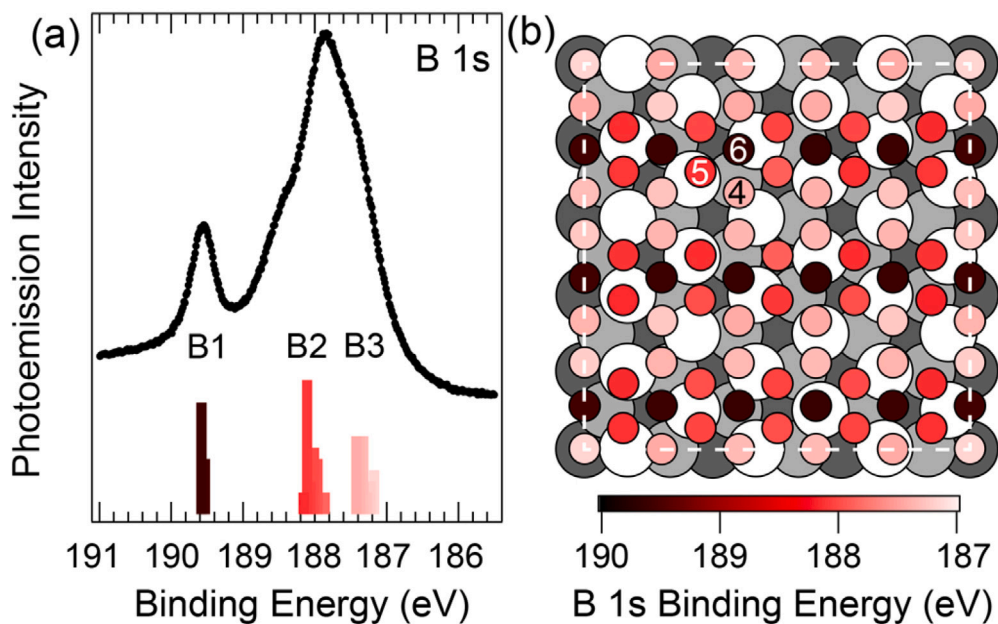 (a)
B 1s
Photoemission Intensity
B1
B2
B3
191 190 189 188 187 186
Binding Energy (eV)
(b)
6
5
4
190 189 188 187
B 1s Binding Energy (eV)